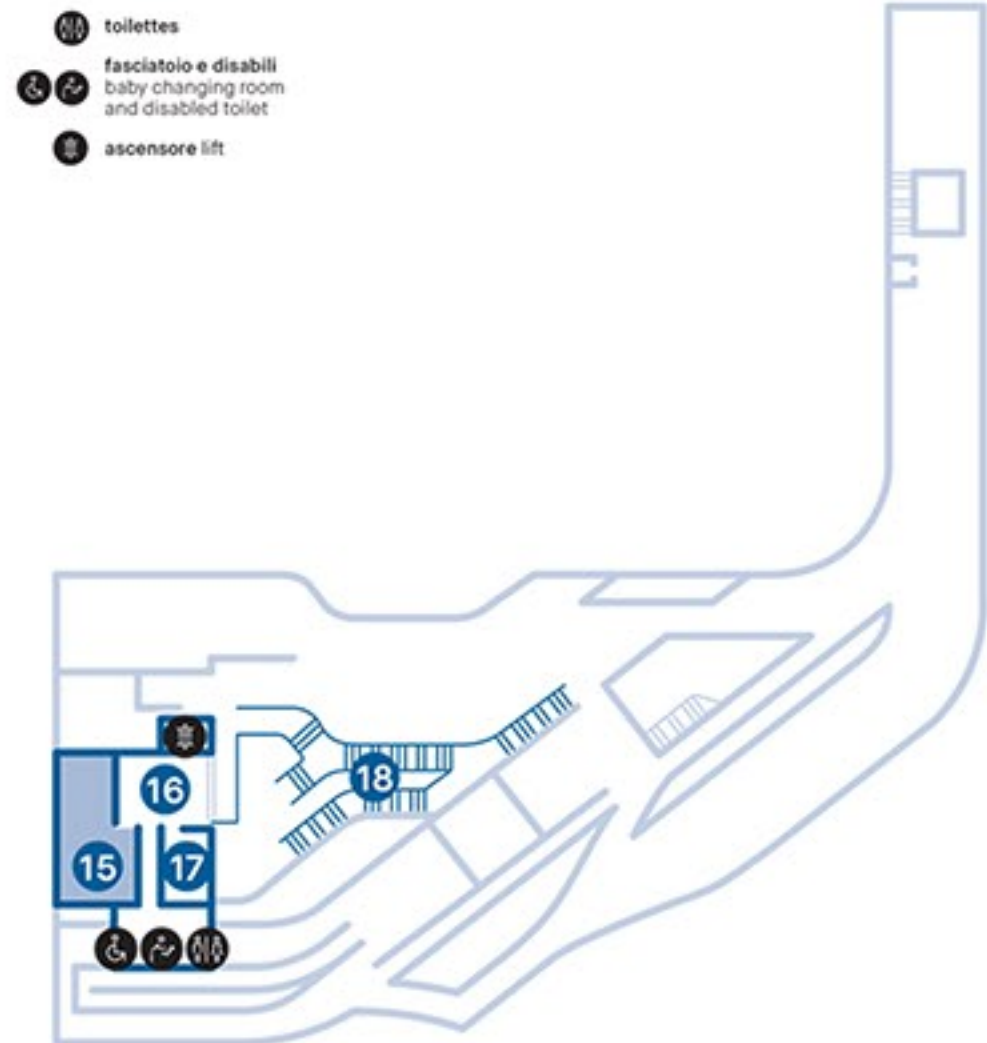 toilettes
fasciatoio e disabili
baby changing room
and disabled toilet
ascensore lift
18
16
15
17